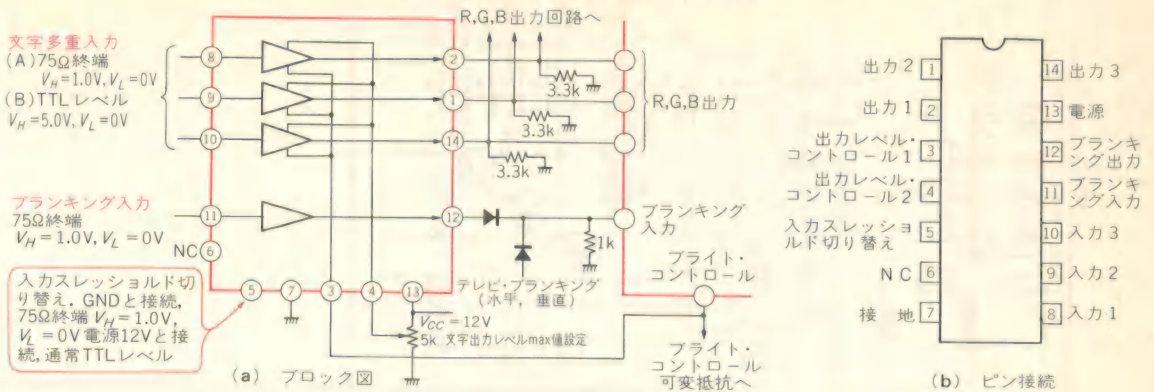 R,G,B出力回路へ
文字多重入力
(A)75Ω終端
V_H=1.0V, V_L=0V
(B)TTLレベル
V_H=5.0V, V_L=0V
8
9
10
2
1
14
3.3k
3.3k
3.3k
R,G,B出力
ブランキング入力
75Ω終端
V_H=1.0V, V_L=0V
11
NC 6
12
1k
ブランキング
入力
テレビ・ブランキング
(水平, 垂直)
ブライト・
コントロール
5
7
3
4
13
入力スレッショルド切
り替え. GNDと接続,
75Ω終端 V_H=1.0V,
V_L=0V 電源12Vと接
続, 通常TTLレベル
V_CC=12V
5k 文字出力レベルmax値設定
ブライト・
コントロール
可変抵抗へ
(a) ブロック図
出力2 1
出力1 2
出力レベル・
コントロール1 3
出力レベル・
コントロール2 4
入力スレッショ
ルド切り替え 5
NC 6
接地 7
14 出力3
13 電源
12 ブランキ
ング出力
11 ブランキ
ング入力
10 入力3
9 入力2
8 入力1
(b) ピン接続